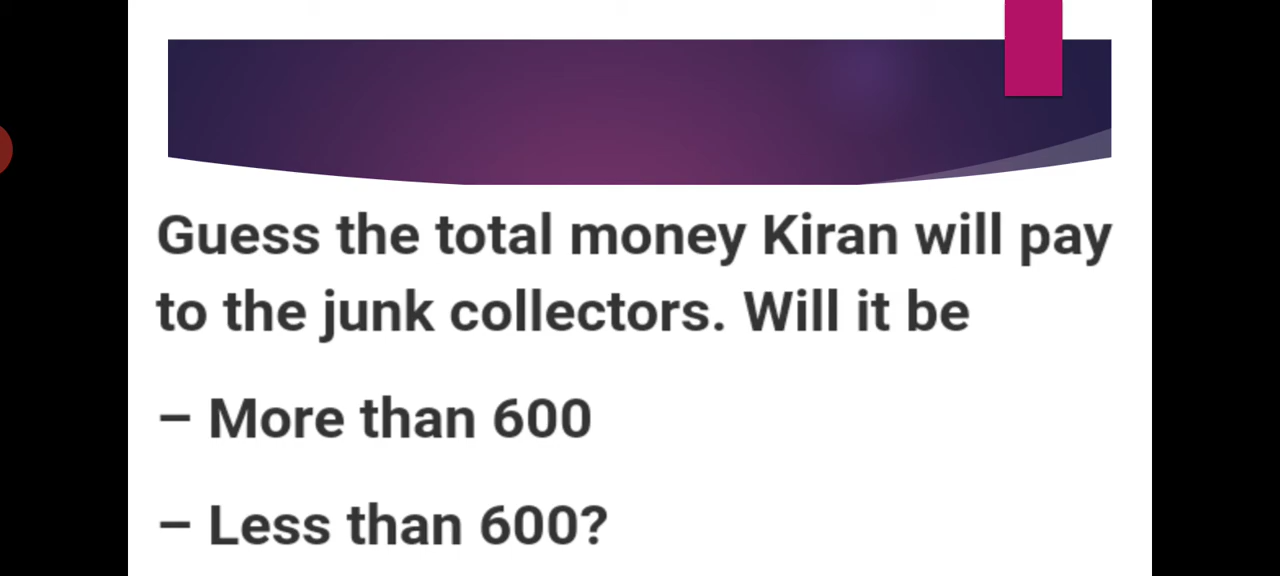 Guess the total money Kiran will pay
to the junk collectors. Will it be
– More than 600
– Less than 600?